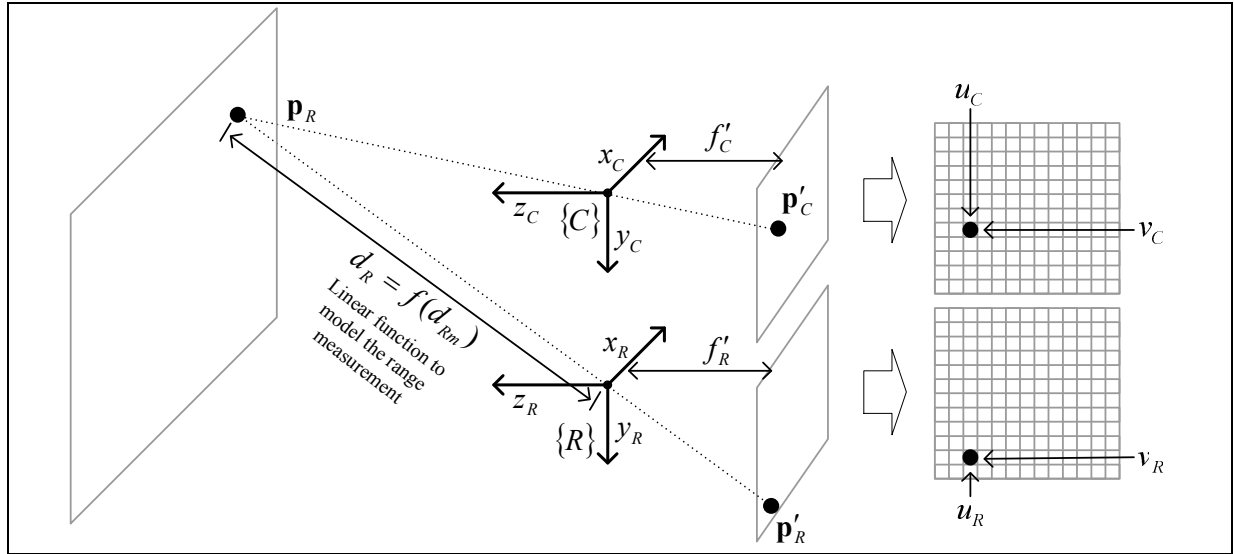 p_R
x_C
f'_C
z_C
{C}
y_C
p'_C
u_C
v_C
d_R = f(d_Rm)
Linear function to
model the range
measurement
x_R
f'_R
z_R
{R}
y_R
p'_R
v_R
u_R